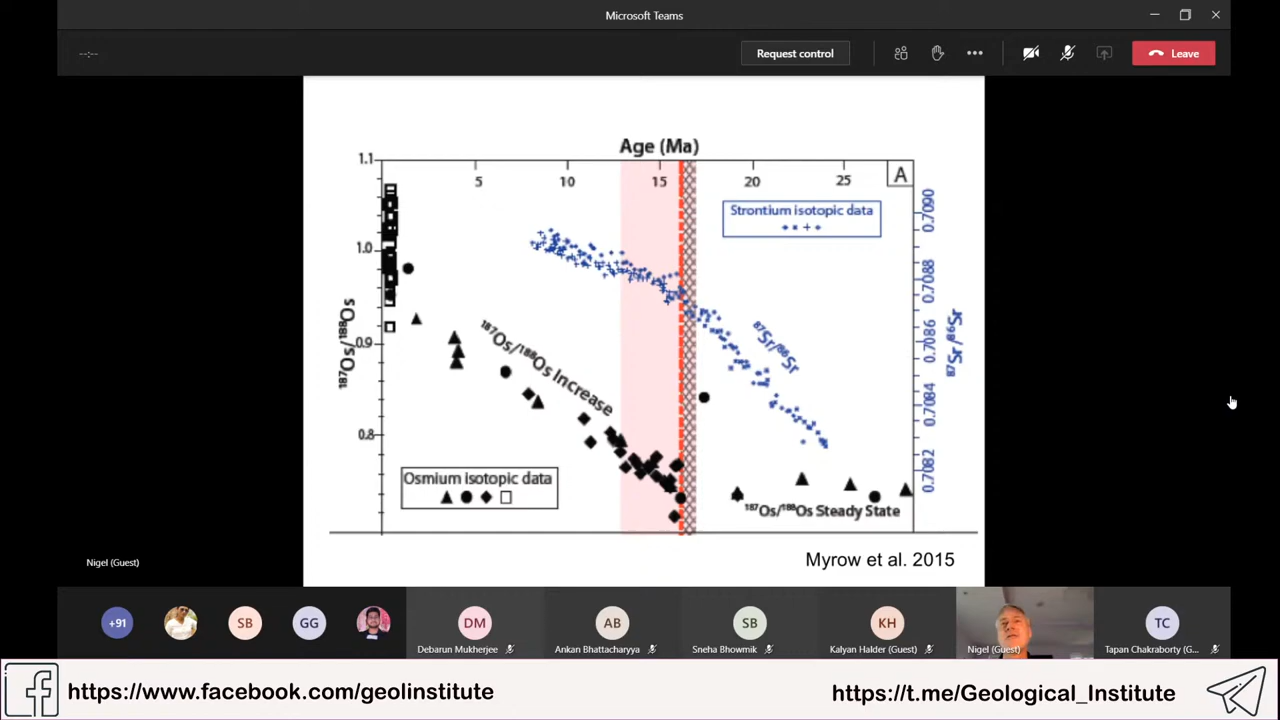 Microsoft Teams
--:--
Request control
Leave
Age (Ma)
1.1
5
10
15
20
25
A
Strontium isotopic data
0.7090
1.0
0.7088
187Os/188Os
0.9
187Os/188Os Increase
87Sr/86Sr
0.7086
87Sr/86Sr
0.7084
0.8
0.7082
Osmium isotopic data
187Os/188Os Steady State
Myrow et al. 2015
Nigel (Guest)
+91
SB
GG
DM
AB
SB
KH
TC
Debarun Mukherjee
Ankan Bhattacharyya
Sneha Bhowmik
Kalyan Halder (Guest)
Nigel (Guest)
Tapan Chakraborty (G...
https://www.facebook.com/geolinstitute
https://t.me/Geological_Institute